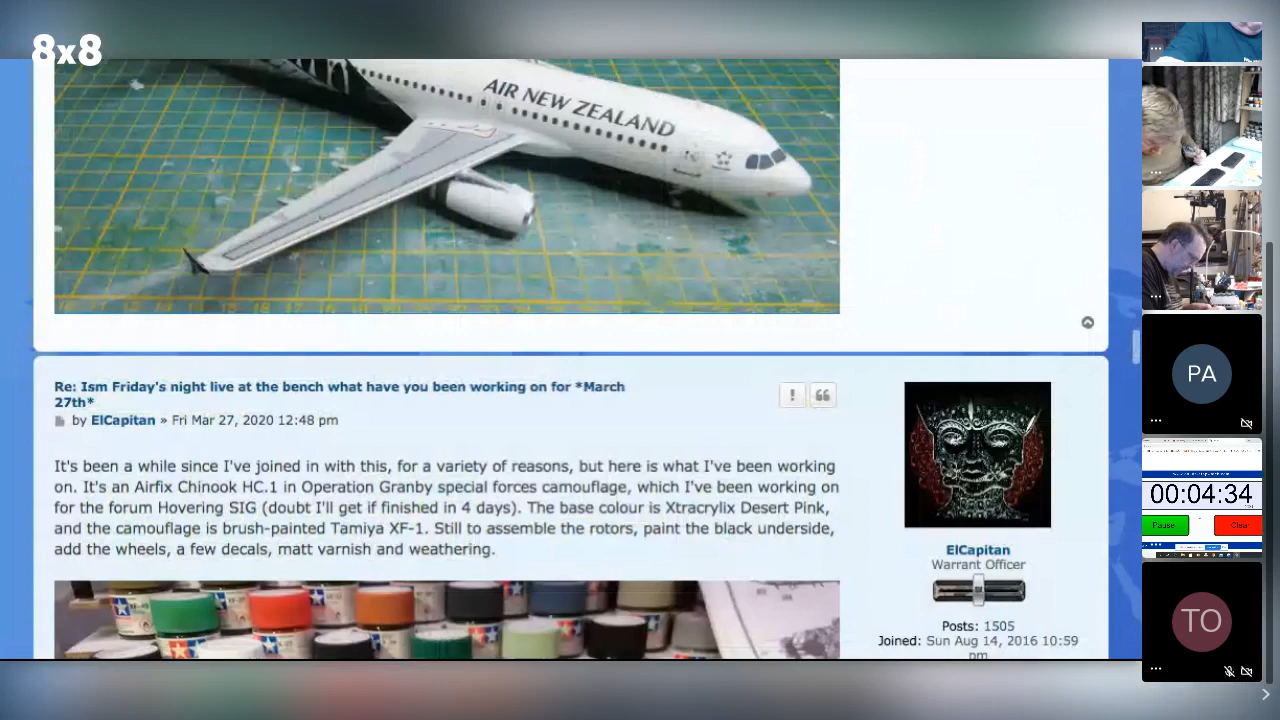 8x8
AIR NEW ZEALAND
Re: Ism Friday's night live at the bench what have you been working on for *March
27th*
by ElCapitan » Fri Mar 27, 2020 12:48 pm
It's been a while since I've joined in with this, for a variety of reasons, but here is what I've been working
on. It's an Airfix Chinook HC.1 in Operation Granby special forces camouflage, which I've been working on
for the forum Hovering SIG (doubt I'll get if finished in 4 days). The base colour is Xtracrylix Desert Pink,
and the camouflage is brush-painted Tamiya XF-1. Still to assemble the rotors, paint the black underside,
add the wheels, a few decals, matt varnish and weathering.
ElCapitan
Warrant Officer
Posts: 1505
Joined: Sun Aug 14, 2016 10:59
pm
PA
00:04:34
Pause
Clear
TO